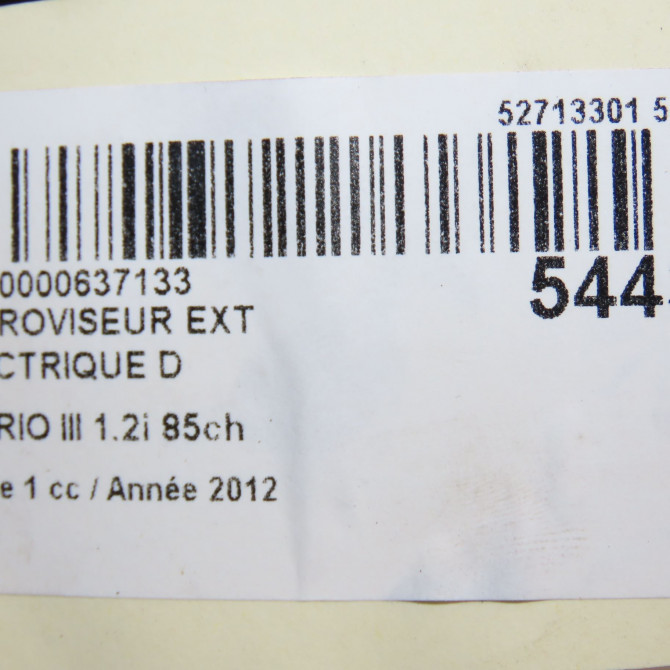 52713301 5
0000637133
544
ROVISEUR EXT
CTRIQUE D
RIO III 1.2i 85ch
e 1 cc / Année 2012